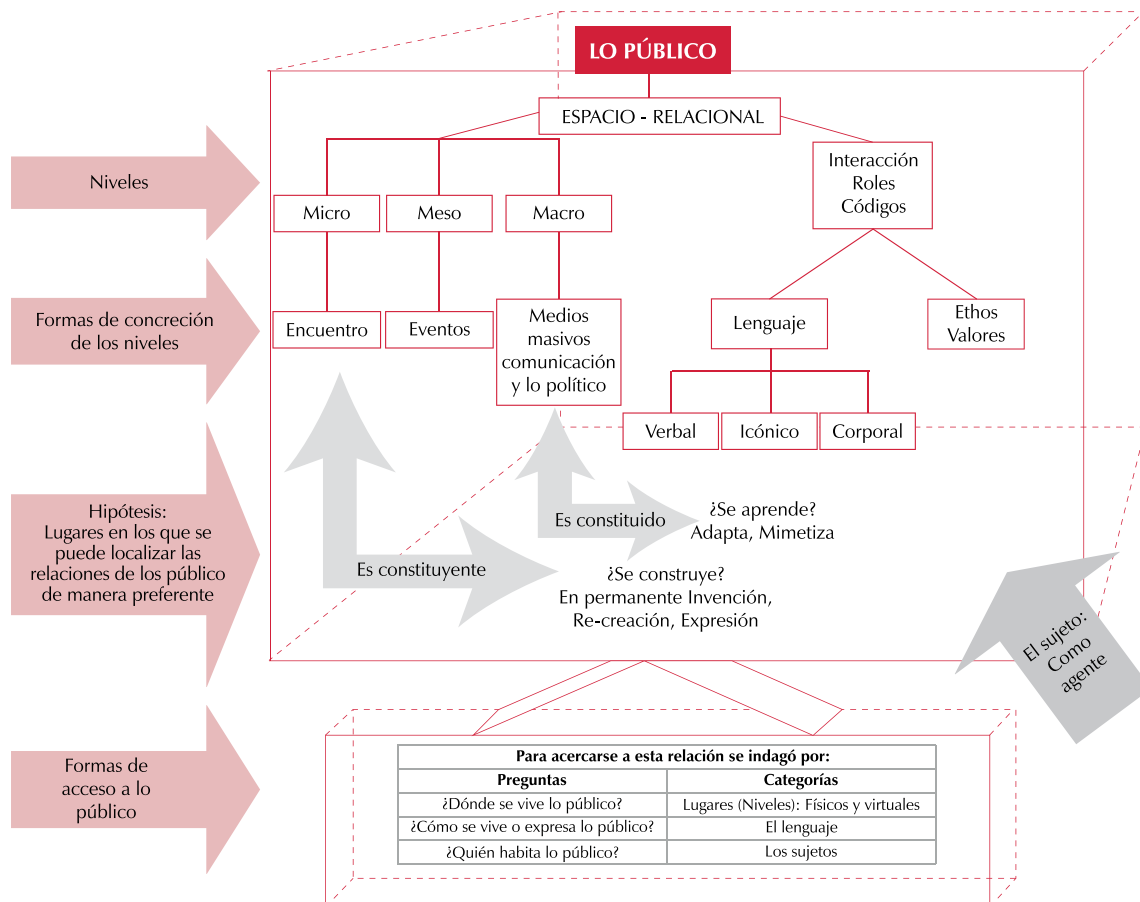 LO PÚBLICO
ESPACIO - RELACIONAL
Niveles
Micro
Meso
Macro
Interacción
Roles
Códigos
Formas de concreción
de los niveles
Encuentro
Eventos
Medios
masivos
comunicación
y lo político
Lenguaje
Ethos
Valores
Verbal
Icónico
Corporal
Hipótesis:
Lugares en los que se
puede localizar las
relaciones de los público
de manera preferente
Es constituido
¿Se aprende?
Adapta, Mimetiza
Es constituyente
¿Se construye?
En permanente Invención,
Re-creación, Expresión
El sujeto:
Como
agente
Formas de
acceso a lo
público
Para acercarse a esta relación se indagó por:
Preguntas
Categorías
¿Dónde se vive lo público?
Lugares (Niveles): Físicos y virtuales
¿Cómo se vive o expresa lo público?
El lenguaje
¿Quién habita lo público?
Los sujetos